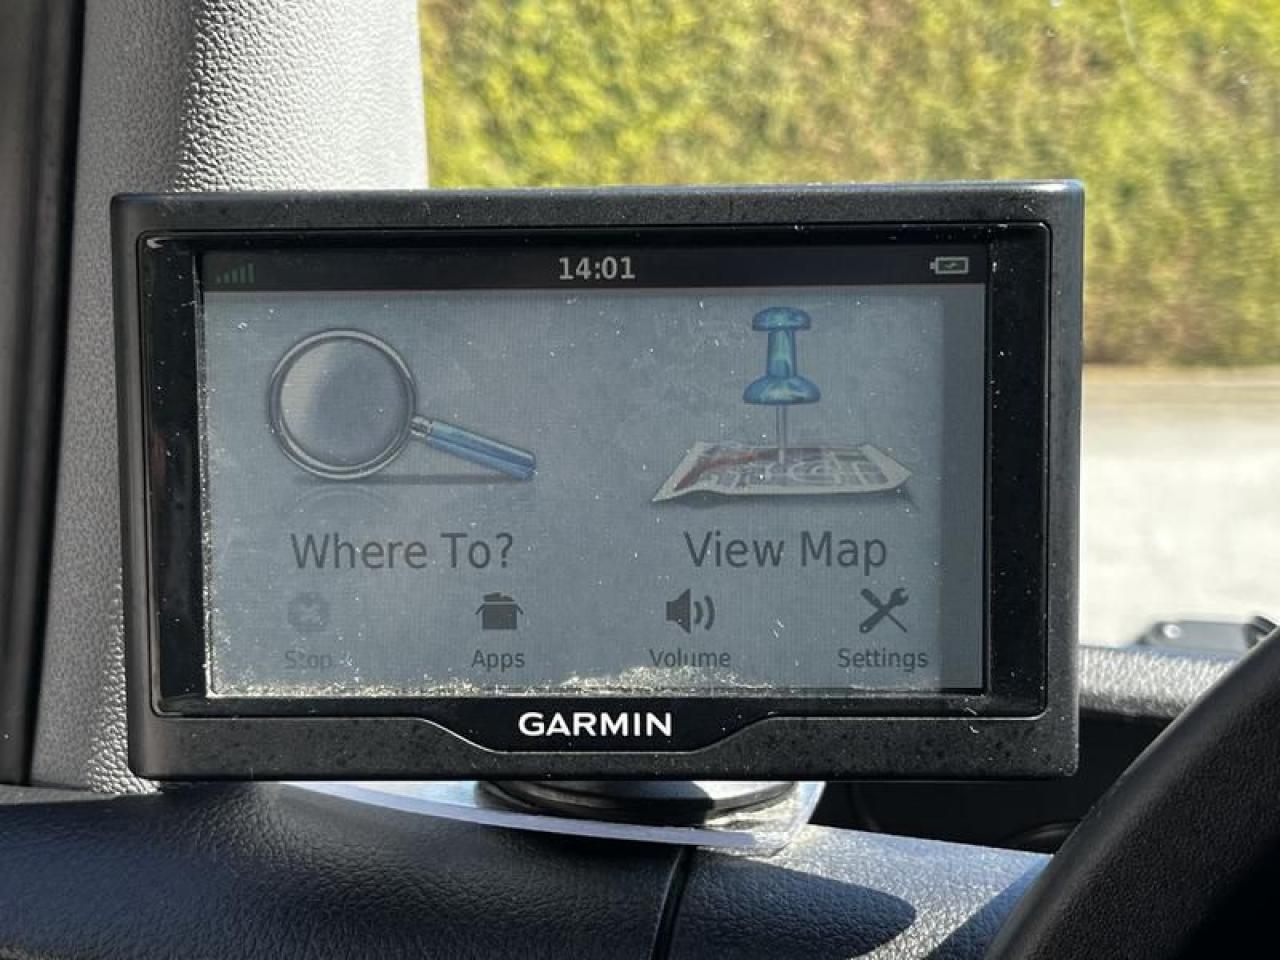 14:01
Where To?
View Map
Stop
Apps
Volume
Settings
GARMIN